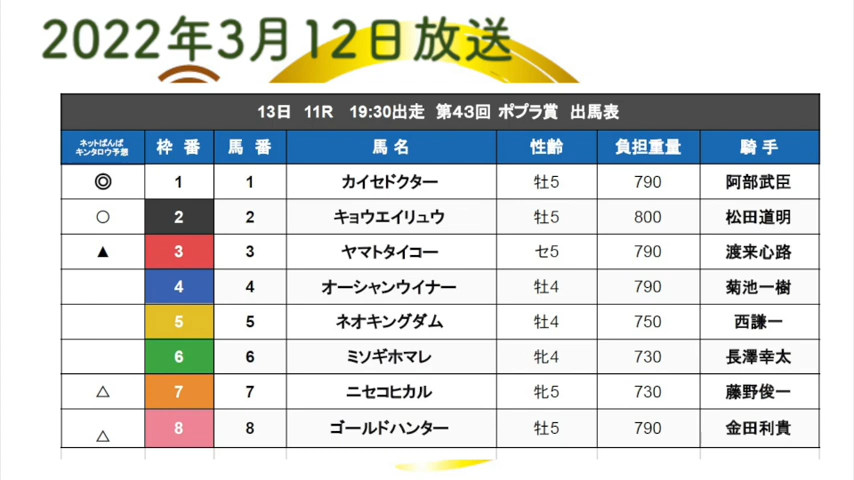 2022年3月12日放送
13日 11R 19:30出走 第43回 ポプラ賞 出馬表
ネットばんば キンタロウ予想 枠番 馬番 馬名 性齢 負担重量 騎手
◎ 1 1 カイセドクター 牡5 790 阿部武臣
○ 2 2 キョウエイリュウ 牡5 800 松田道明
▲ 3 3 ヤマトタイコー セ5 790 渡来心路
4 4 オーシャンウイナー 牡4 790 菊池一樹
5 5 ネオキングダム 牡4 750 西謙一
6 6 ミソギホマレ 牝4 730 長澤幸太
△ 7 7 ニセコヒカル 牝5 730 藤野俊一
△ 8 8 ゴールドハンター 牡5 790 金田利貴